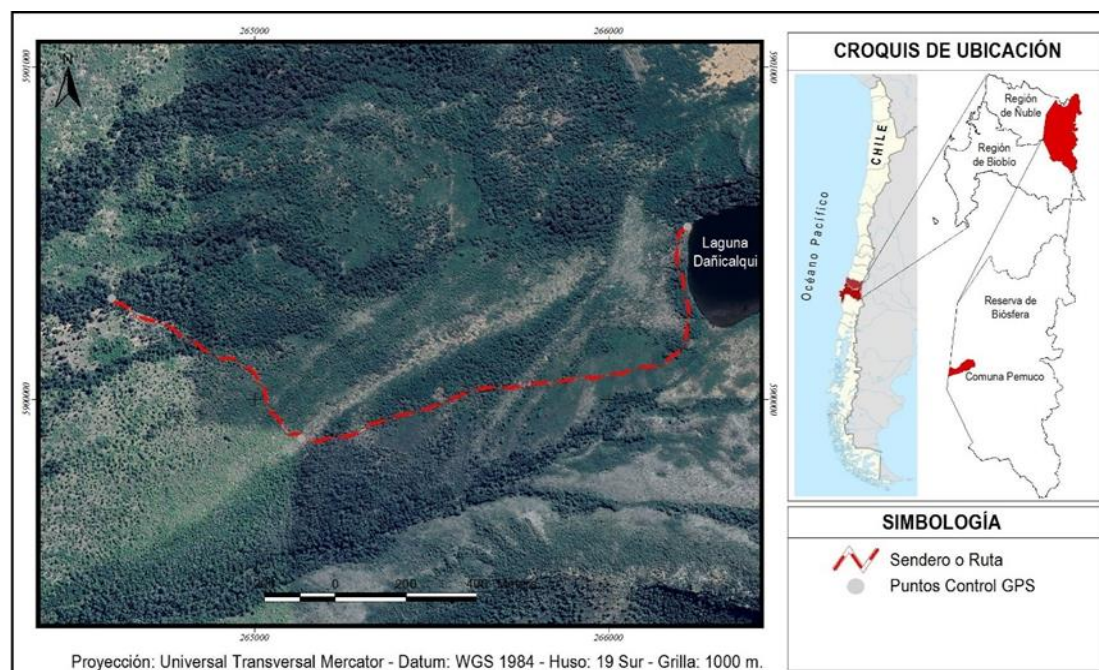 265000
266000
5901000
5901000
N
Laguna
Dañicalqui
5900000
5900000
0
200
400
265000
266000
Proyección: Universal Transversal Mercator - Datum: WGS 1984 - Huso: 19 Sur - Grilla: 1000 m.
CROQUIS DE UBICACIÓN
Océano Pacífico
CHILE
Región
de Ñuble
Región
de Biobío
Reserva de
Biósfera
Comuna Pemuco
SIMBOLOGÍA
Sendero o Ruta
Puntos Control GPS